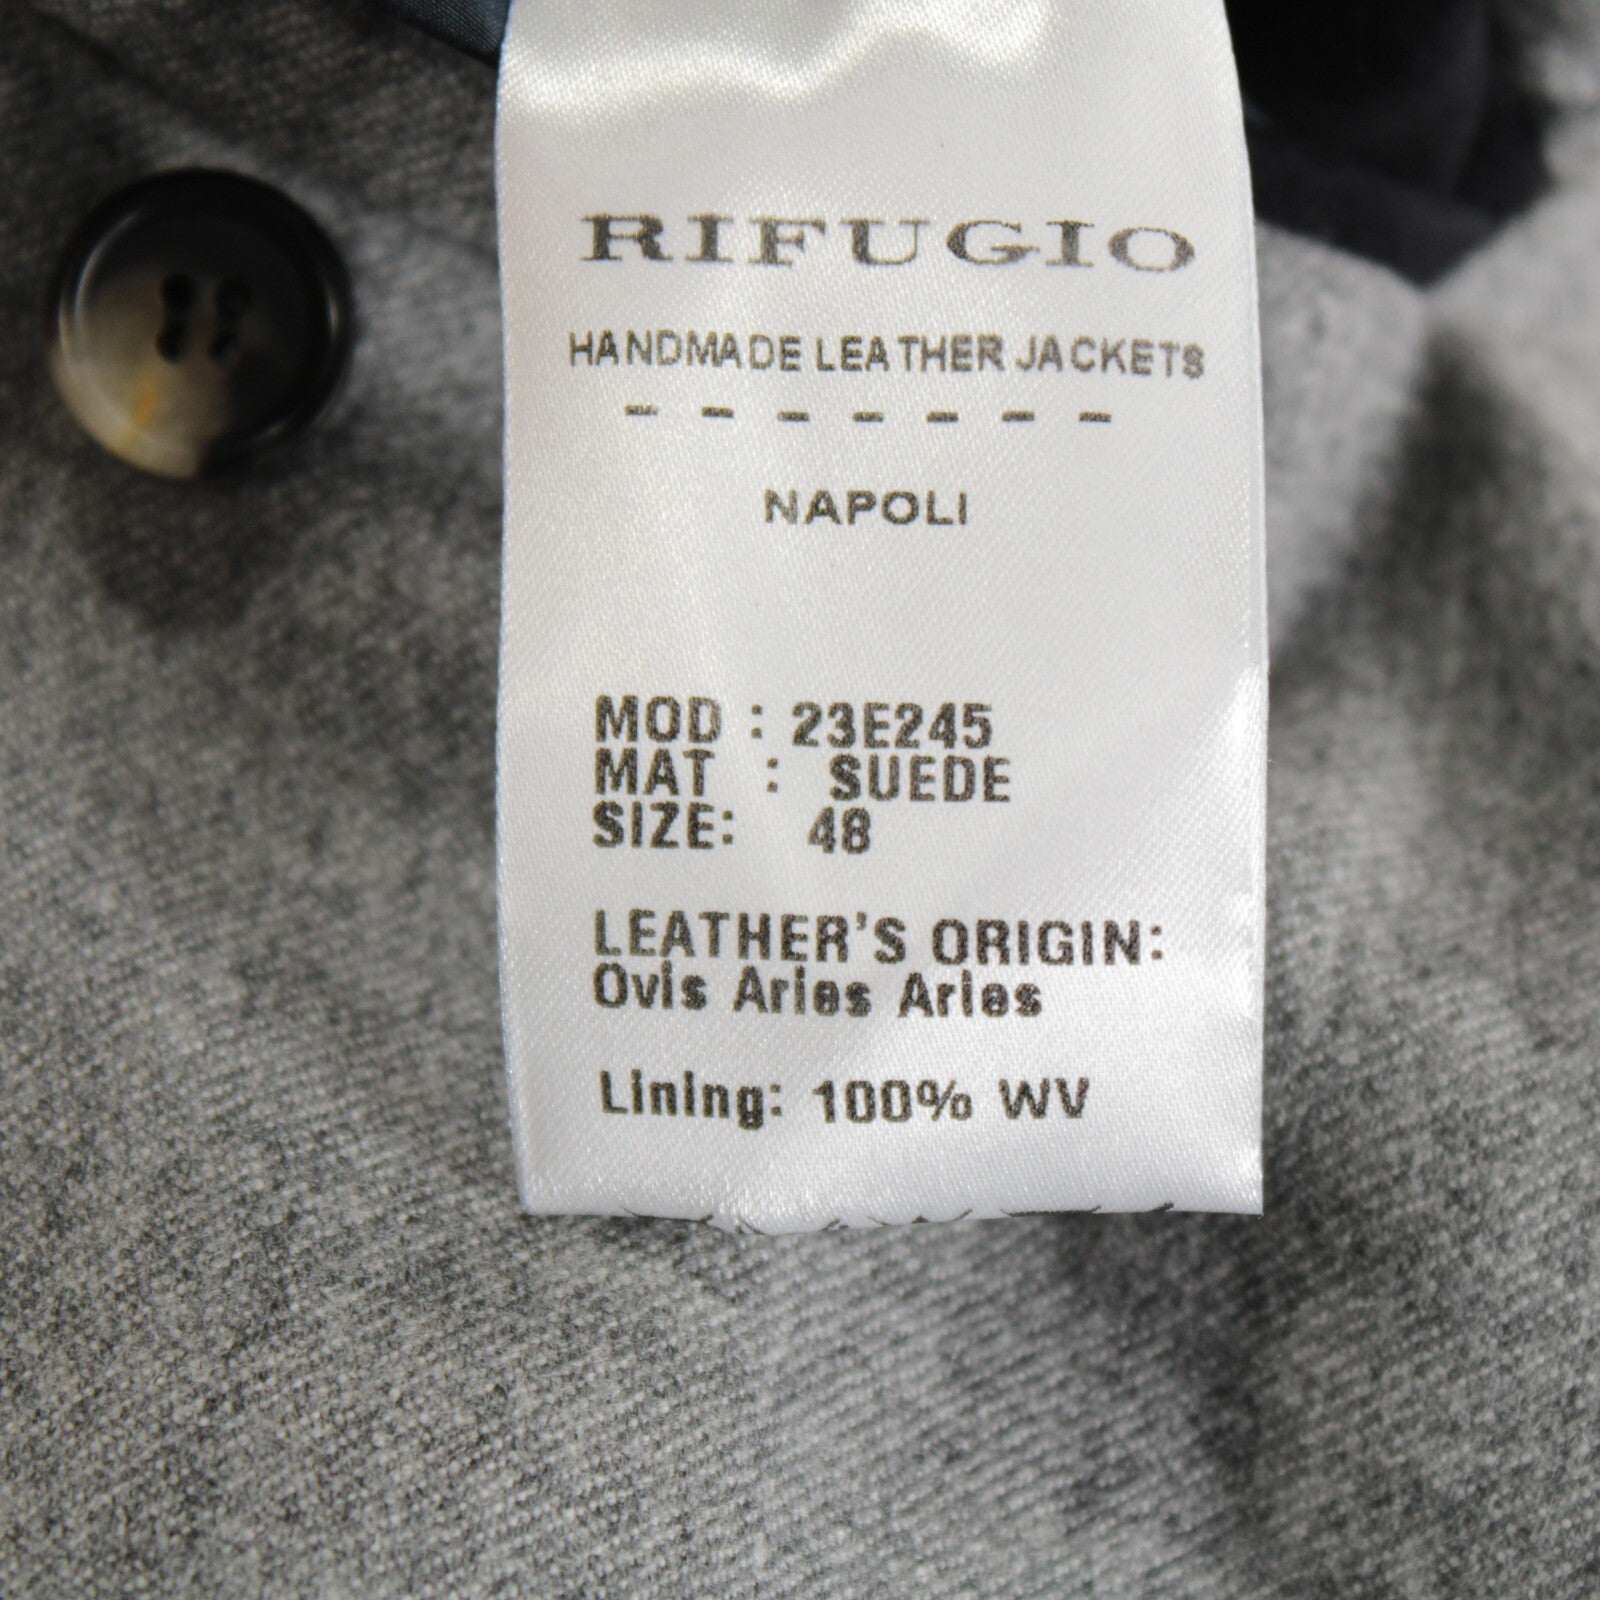 RIFUGIO
HANDMADE LEATHER JACKETS
- - - - - - -
NAPOLI
MOD : 23E245
MAT : SUEDE
SIZE: 48
LEATHER'S ORIGIN:
Ovis Aries Aries
Lining: 100% WV